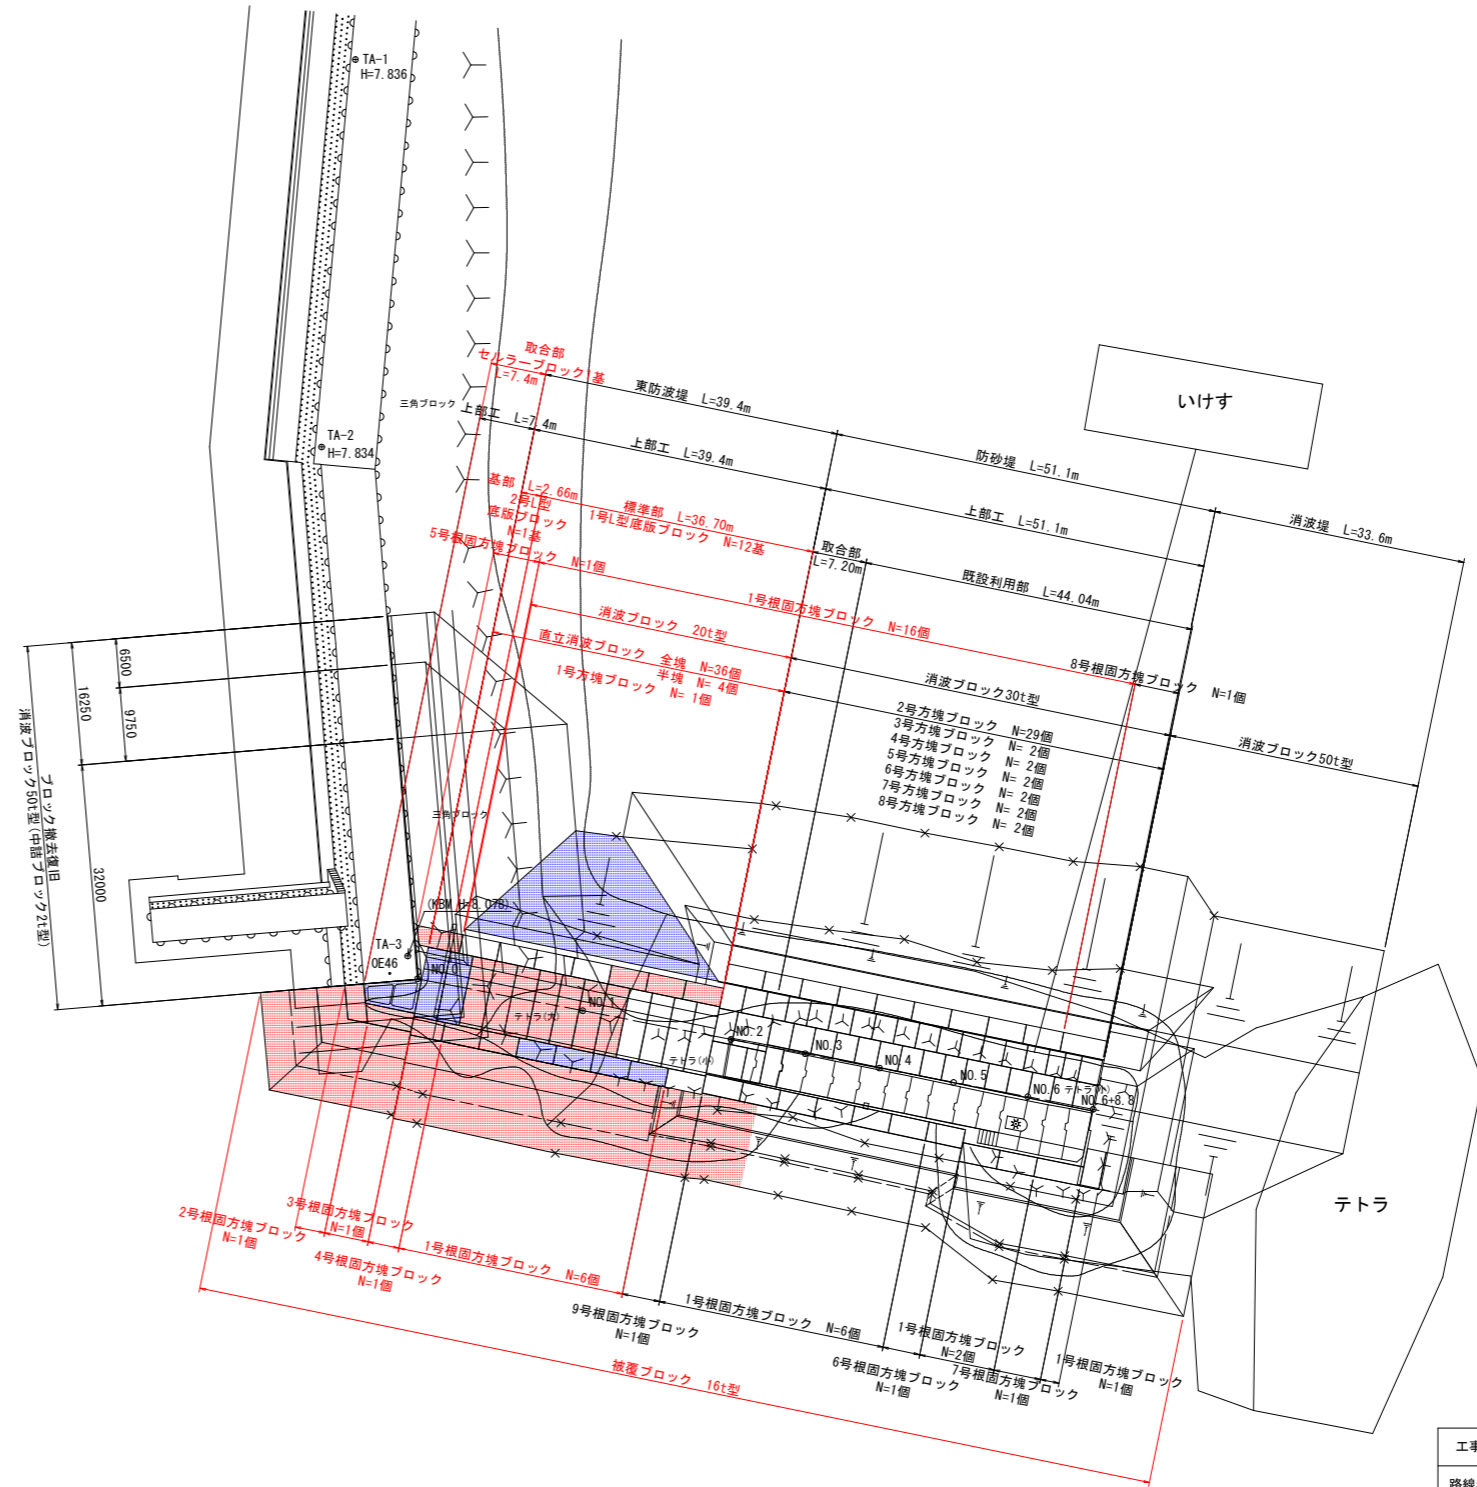 TA-1
H=7.836
取合部
セルラーブロック1基
L=7.4m
東防波堤 L=39.4m
いけす
三角ブロック
上部工 L=7.4m
TA-2
H=7.834
上部工 L=39.4m
防砂堤 L=51.1m
基部 L=2.66m
2号L型
底版ブロック
N=1基
標準部 L=36.70m
1号L型底版ブロック N=12基
上部工 L=51.1m
消波堤 L=33.6m
5号根固方塊ブロック N=1個
取合部
L=7.20m
既設利用部 L=44.04m
1号根固方塊ブロック N=16個
消波ブロック 20t型
直立消波ブロック 全塊 N=36個
半塊 N= 4個
1号方塊ブロック N= 1個
8号根固方塊ブロック N=1個
消波ブロック30t型
2号方塊ブロック N=29個
3号方塊ブロック N= 2個
4号方塊ブロック N= 2個
5号方塊ブロック N= 2個
6号方塊ブロック N= 2個
7号方塊ブロック N= 2個
8号方塊ブロック N= 2個
消波ブロック50t型
6500
16250
9750
32000
ブロック撤去復旧
消波ブロック50t型(中詰ブロック2t型)
三角ブロック
(KBM H=8.078)
TA-3
OE46
NO.0
NO.1
テトラ(大)
NO.2
テトラ(小)
NO.3
NO.4
NO.5
NO.6
テトラ(小)
NO.6+8.8
テトラ
3号根固方塊ブロック
N=1個
2号根固方塊ブロック
N=1個
4号根固方塊ブロック
N=1個
1号根固方塊ブロック N=6個
9号根固方塊ブロック
N=1個
1号根固方塊ブロック N=6個
6号根固方塊ブロック
N=1個
1号根固方塊ブロック
N=2個
7号根固方塊ブロック
N=1個
1号根固方塊ブロック
N=1個
被覆ブロック 16t型
工事
路線